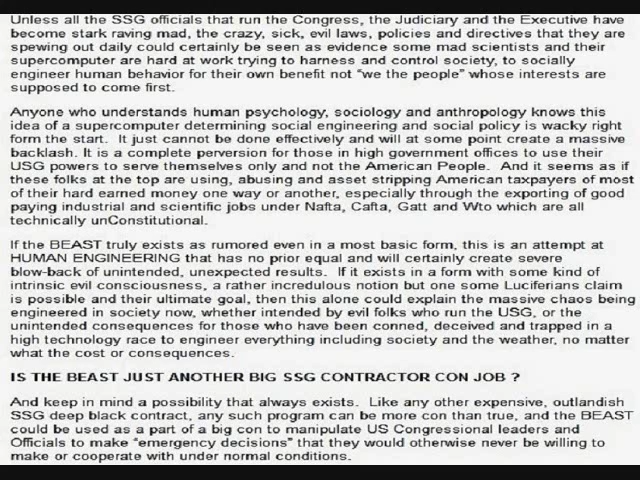 Unless all the SSG officials that run the Congress, the Judiciary and the Executive have
become stark raving mad, the crazy, sick, evil laws, policies and directives that they are
spewing out daily could certainly be seen as evidence some mad scientists and their
supercomputer are hard at work trying to harness and control society, to socially
engineer human behavior for their own benefit not "we the people" whose interests are
supposed to come first.
Anyone who understands human psychology, sociology and anthropology knows this
idea of a supercomputer determining social engineering and social policy is wacky right
form the start. It just cannot be done effectively and will at some point create a massive
backlash. It is a complete perversion for those in high government offices to use their
USG powers to serve themselves only and not the American People. And it seems as if
these folks at the top are using, abusing and asset stripping American taxpayers of most
of their hard earned money one way or another, especially through the exporting of good
paying industrial and scientific jobs under Nafta, Cafta, Gatt and Wto which are all
technically unConstitutional.
If the BEAST truly exists as rumored even in a most basic form, this is an attempt at
HUMAN ENGINEERING that has no prior equal and will certainly create severe
blow-back of unintended, unexpected results. If it exists in a form with some kind of
intrinsic evil consciousness, a rather incredulous notion but one some Luciferians claim
is possible and their ultimate goal, then this alone could explain the massive chaos being
engineered in society now, whether intended by evil folks who run the USG, or the
unintended consequences for those who have been conned, deceived and trapped in a
high technology race to engineer everything including society and the weather, no matter
what the cost or consequences.
IS THE BEAST JUST ANOTHER BIG SSG CONTRACTOR CON JOB ?
And keep in mind a possibility that always exists. Like any other expensive, outlandish
SSG deep black contract, any such program can be more con than true, and the BEAST
could be used as a part of a big con to manipulate US Congressional leaders and
Officials to make "emergency decisions" that they would otherwise never be willing to
make or cooperate with under normal conditions.